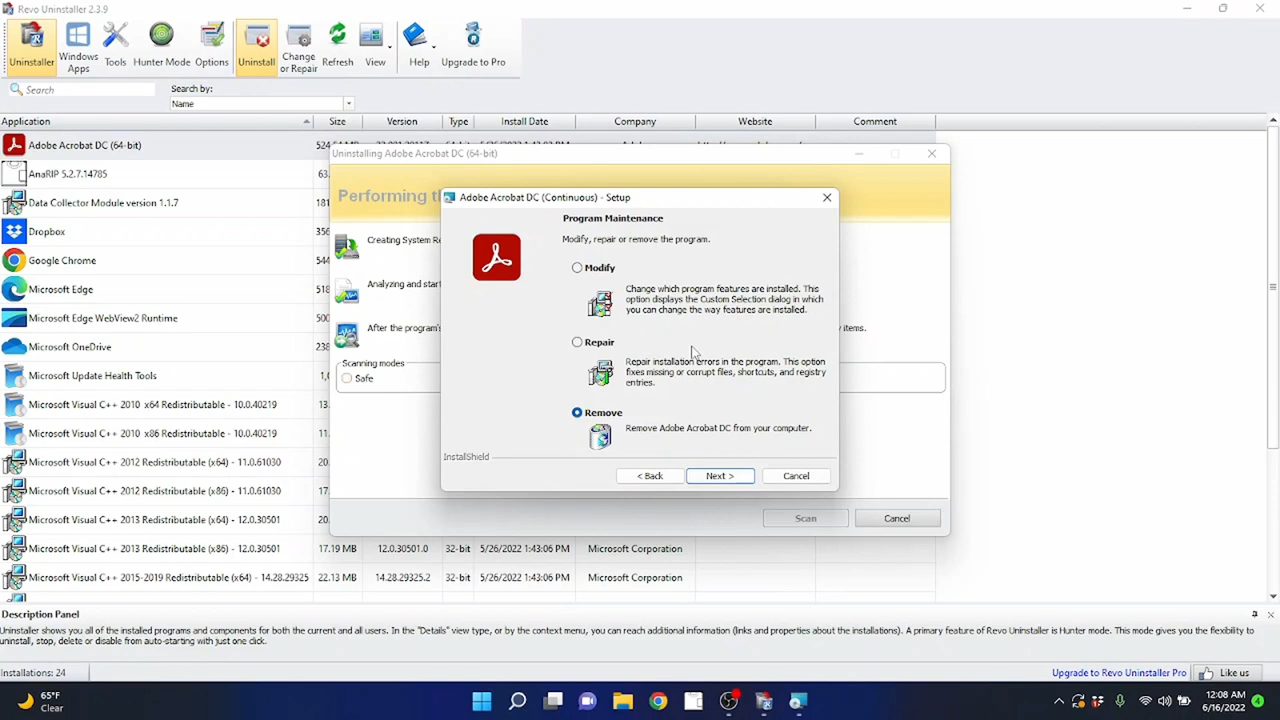 Revo Uninstaller 2.3.9
Uninstaller
Windows Apps
Tools
Hunter Mode
Options
Uninstall
Change or Repair
Refresh
View
Help
Upgrade to Pro
Search
Search by:
Name
Application Size Version Type Install Date Company Website Comment
Adobe Acrobat DC (64-bit)
AnaRIP 5.2.7.14785 63.
Data Collector Module version 1.1.7 181
Dropbox 356
Google Chrome
Microsoft Edge
Microsoft Edge WebView2 Runtime 500
Microsoft OneDrive
Microsoft Update Health Tools 1,0
Microsoft Visual C++ 2010 x64 Redistributable - 10.0.40219 13.
Microsoft Visual C++ 2010 x86 Redistributable - 10.0.40219 11.
Microsoft Visual C++ 2012 Redistributable (x64) - 11.0.61030 20.
Microsoft Visual C++ 2012 Redistributable (x86) - 11.0.61030 17.
Microsoft Visual C++ 2013 Redistributable (x64) - 12.0.30501 20.
Microsoft Visual C++ 2013 Redistributable (x86) - 12.0.30501 17.19 MB 12.0.30501.0 32-bit 5/26/2022 1:43:06 PM Microsoft Corporation
Microsoft Visual C++ 2015-2019 Redistributable (x64) - 14.28.29325 22.13 MB 14.28.29325.2 32-bit 5/26/2022 1:43:06 PM Microsoft Corporation
Uninstalling Adobe Acrobat DC (64-bit)
Performing th
Creating System Re
Analyzing and start
After the program's
y items.
Scanning modes
Safe
Scan
Cancel
Adobe Acrobat DC (Continuous) - Setup
Program Maintenance
Modify, repair or remove the program.
Modify
Change which program features are installed. This
option displays the Custom Selection dialog in which
you can change the way features are installed.
Repair
Repair installation errors in the program. This option
fixes missing or corrupt files, shortcuts, and registry
entries.
Remove
Remove Adobe Acrobat DC from your computer.
InstallShield
< Back
Next >
Cancel
Description Panel
Uninstaller shows you all of the installed programs and components for both the current and all users. In the "Details" view type, or by the context menu, you can reach additional information (links and properties about the installations). A primary feature of Revo Uninstaller is Hunter mode. This mode gives you the flexibility to
uninstall, stop, delete or disable from auto-starting with just one click.
Installations: 24
Upgrade to Revo Uninstaller Pro
Like us
65°F
Clear
12:08 AM
6/16/2022
4